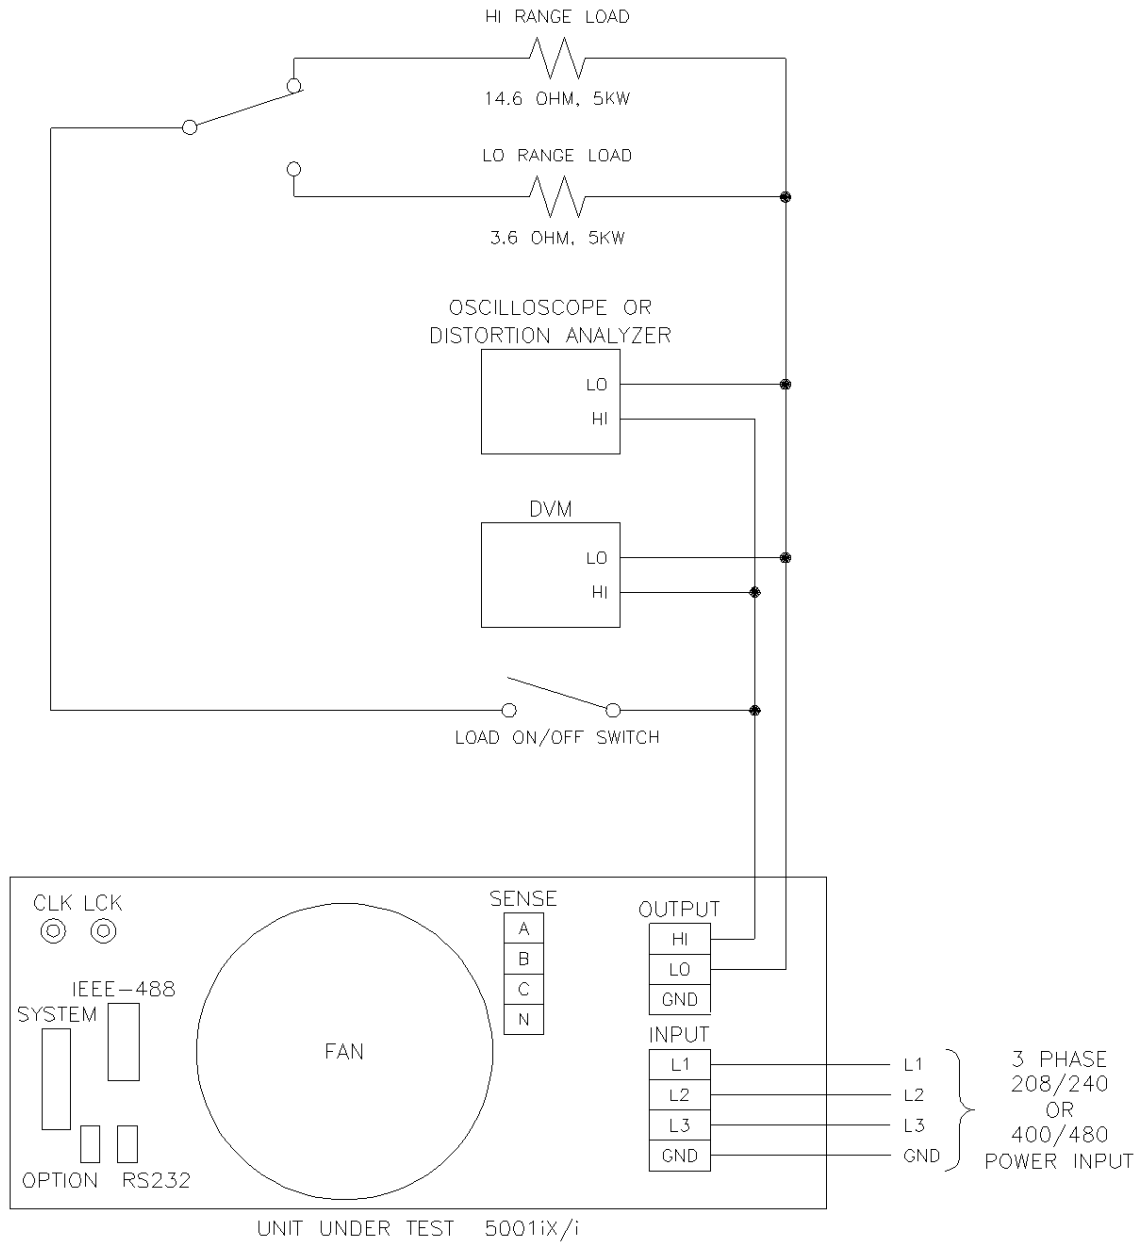 HI RANGE LOAD
14.6 OHM, 5KW
LO RANGE LOAD
3.6 OHM, 5KW
OSCILLOSCOPE OR
DISTORTION ANALYZER
LO
HI
DVM
LO
HI
LOAD ON/OFF SWITCH
CLK LCK
IEEE-488
SYSTEM
OPTION RS232
FAN
SENSE
A
B
C
N
OUTPUT
HI
LO
GND
INPUT
L1
L2
L3
GND
L1
L2
L3
GND
3 PHASE
208/240
OR
400/480
POWER INPUT
UNIT UNDER TEST 5001iX/i